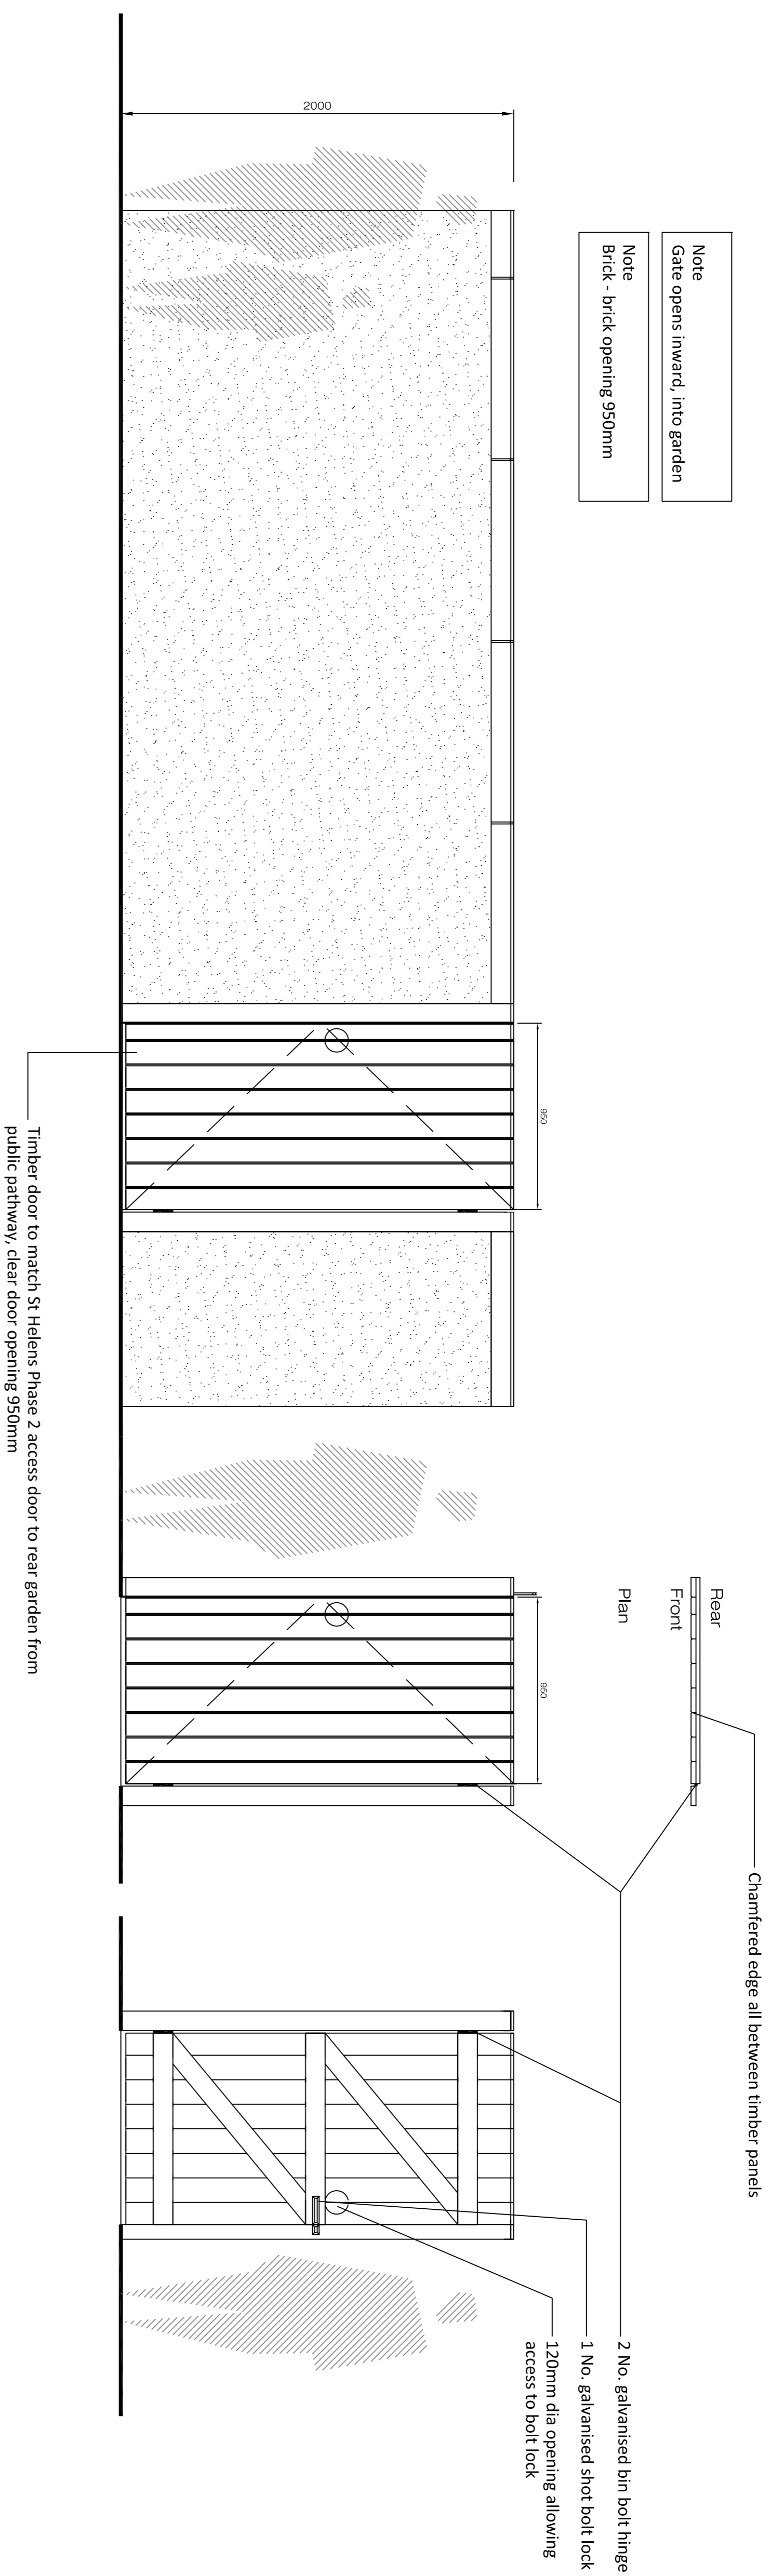 Note
Gate opens inward, into garden
Note
Brick - brick opening 950mm
2000
950
Timber door to match St Helens Phase 2 access door to rear garden from
public pathway, clear door opening 950mm
Rear
Front
Plan
950
Chamfered edge all between timber panels
2 No. galvanised bin bolt hinge
1 No. galvanised shot bolt lock
120mm dia opening allowing
access to bolt lock